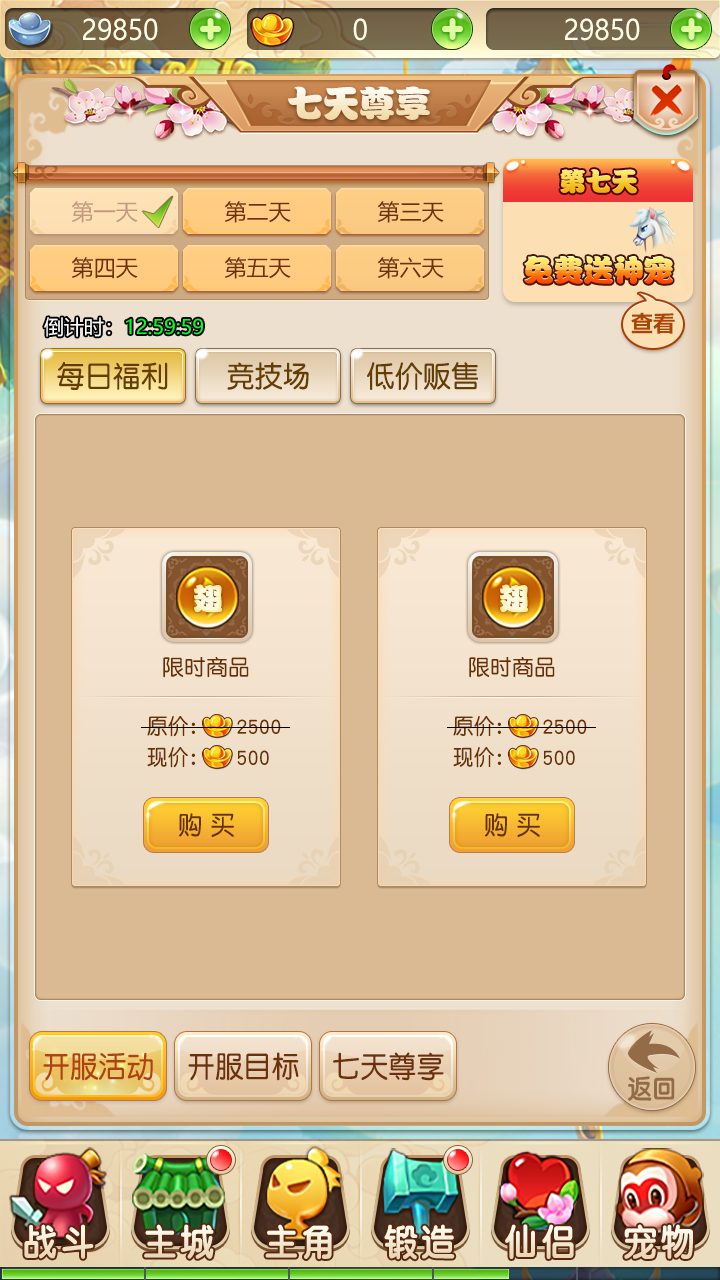 29850 0 29850
七天尊享
第一天 第二天 第三天
第四天 第五天 第六天
第七天
免费送神宠
查看
倒计时：12:59:59
每日福利 竞技场 低价贩售
翅 翅
限时商品 限时商品
原价：2500 原价：2500
现价：500 现价：500
购买 购买
开服活动 开服目标 七天尊享 返回
战斗 主城 主角 锻造 仙侣 宠物